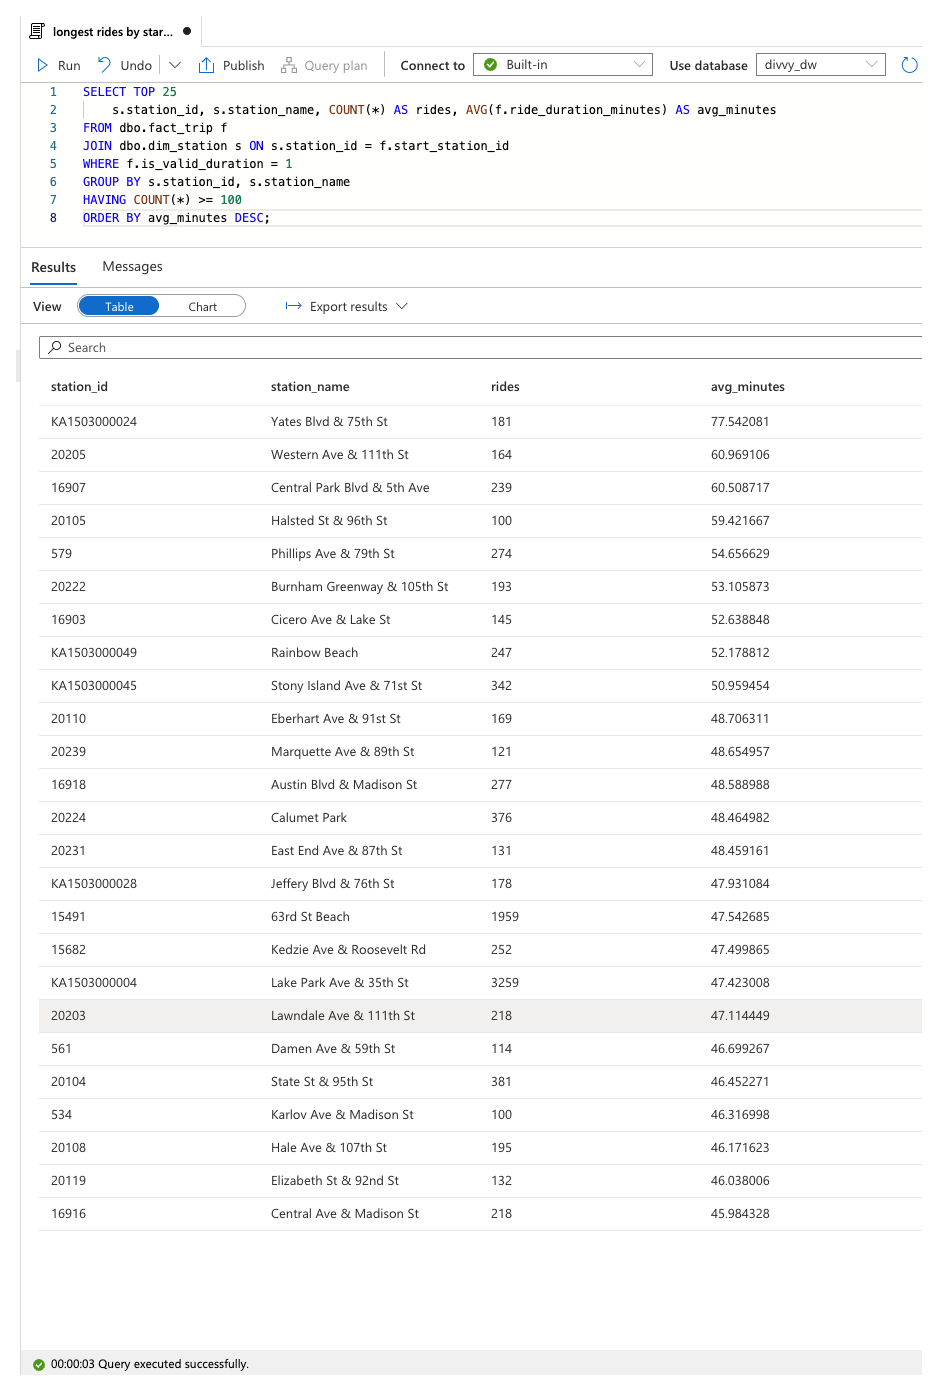 longest rides by star...
Run Undo Publish Query plan Connect to Built-in Use database divvy_dw
1 SELECT TOP 25
2 s.station_id, s.station_name, COUNT(*) AS rides, AVG(f.ride_duration_minutes) AS avg_minutes
3 FROM dbo.fact_trip f
4 JOIN dbo.dim_station s ON s.station_id = f.start_station_id
5 WHERE f.is_valid_duration = 1
6 GROUP BY s.station_id, s.station_name
7 HAVING COUNT(*) >= 100
8 ORDER BY avg_minutes DESC;
Results Messages
View Table Chart Export results
Search
station_id station_name rides avg_minutes
KA1503000024 Yates Blvd & 75th St 181 77.542081
20205 Western Ave & 111th St 164 60.969106
16907 Central Park Blvd & 5th Ave 239 60.508717
20105 Halsted St & 96th St 100 59.421667
579 Phillips Ave & 79th St 274 54.656629
20222 Burnham Greenway & 105th St 193 53.105873
16903 Cicero Ave & Lake St 145 52.638848
KA1503000049 Rainbow Beach 247 52.178812
KA1503000045 Stony Island Ave & 71st St 342 50.959454
20110 Eberhart Ave & 91st St 169 48.706311
20239 Marquette Ave & 89th St 121 48.654957
16918 Austin Blvd & Madison St 277 48.588988
20224 Calumet Park 376 48.464982
20231 East End Ave & 87th St 131 48.459161
KA1503000028 Jeffery Blvd & 76th St 178 47.931084
15491 63rd St Beach 1959 47.542685
15682 Kedzie Ave & Roosevelt Rd 252 47.499865
KA1503000004 Lake Park Ave & 35th St 3259 47.423008
20203 Lawndale Ave & 111th St 218 47.114449
561 Damen Ave & 59th St 114 46.699267
20104 State St & 95th St 381 46.452271
534 Karlov Ave & Madison St 100 46.316998
20108 Hale Ave & 107th St 195 46.171623
20119 Elizabeth St & 92nd St 132 46.038006
16916 Central Ave & Madison St 218 45.984328
00:00:03 Query executed successfully.